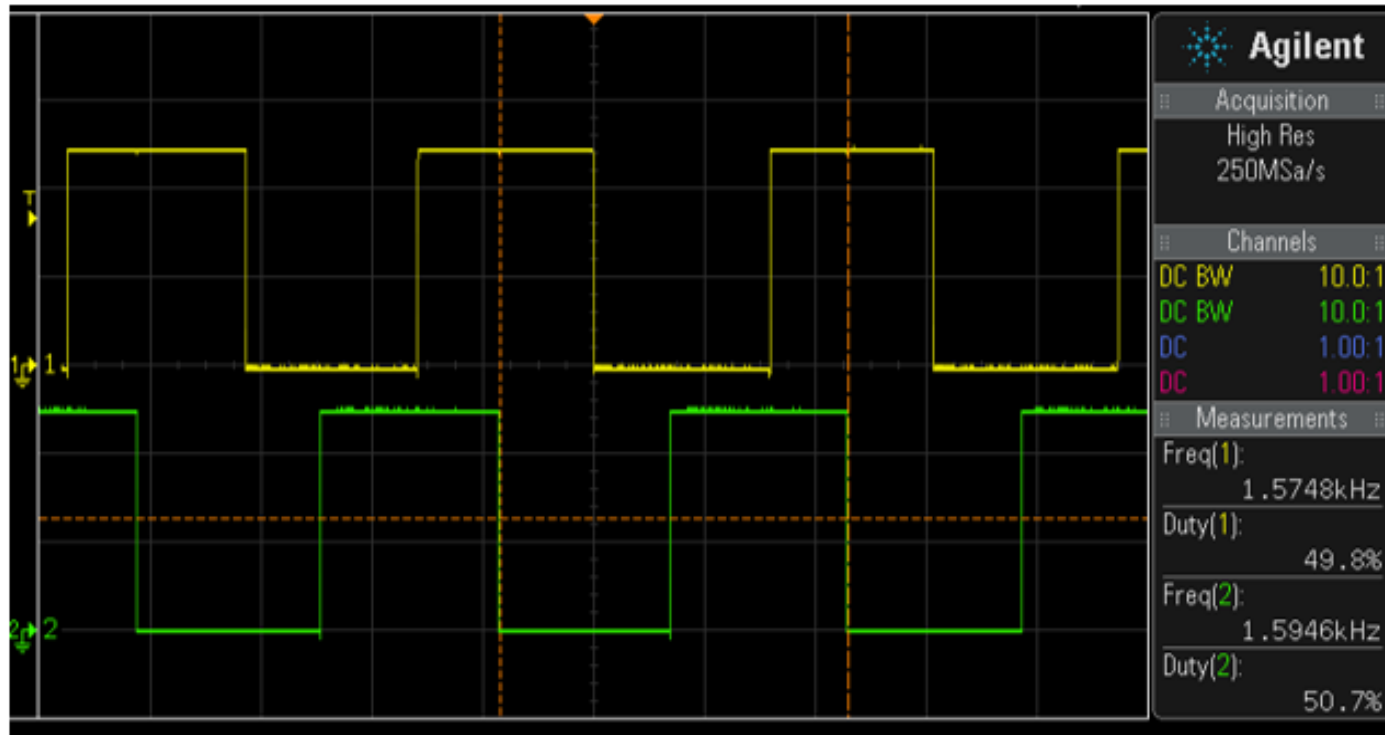 Agilent
Acquisition
High Res
250MSa/s
Channels
DC BW 10.0:1
DC BW 10.0:1
DC 1.00:1
DC 1.00:1
Measurements
Freq(1):
1.5748kHz
Duty(1):
49.8%
Freq(2):
1.5946kHz
Duty(2):
50.7%
T
1 1
2 2